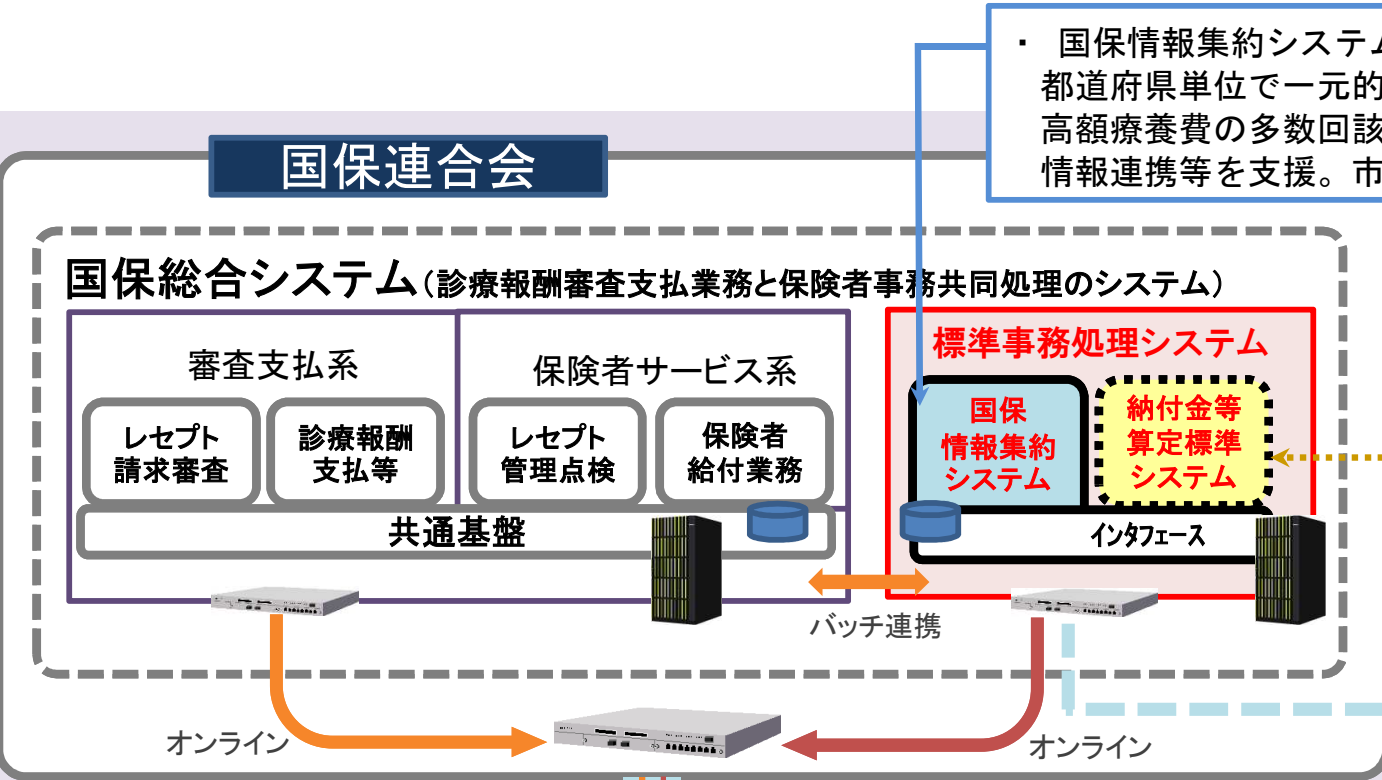 ・ 国保情報集約システム
都道府県単位で一元的
高額療養費の多数回該
情報連携等を支援。市
国保連合会
国保総合システム（診療報酬審査支払業務と保険者事務共同処理のシステム）
審査支払系
保険者サービス系
標準事務処理システム
レセプト
請求審査
診療報酬
支払等
レセプト
管理点検
保険者
給付業務
国保
情報集約
システム
納付金等
算定標準
システム
共通基盤
インタフェース
バッチ連携
オンライン
オンライン